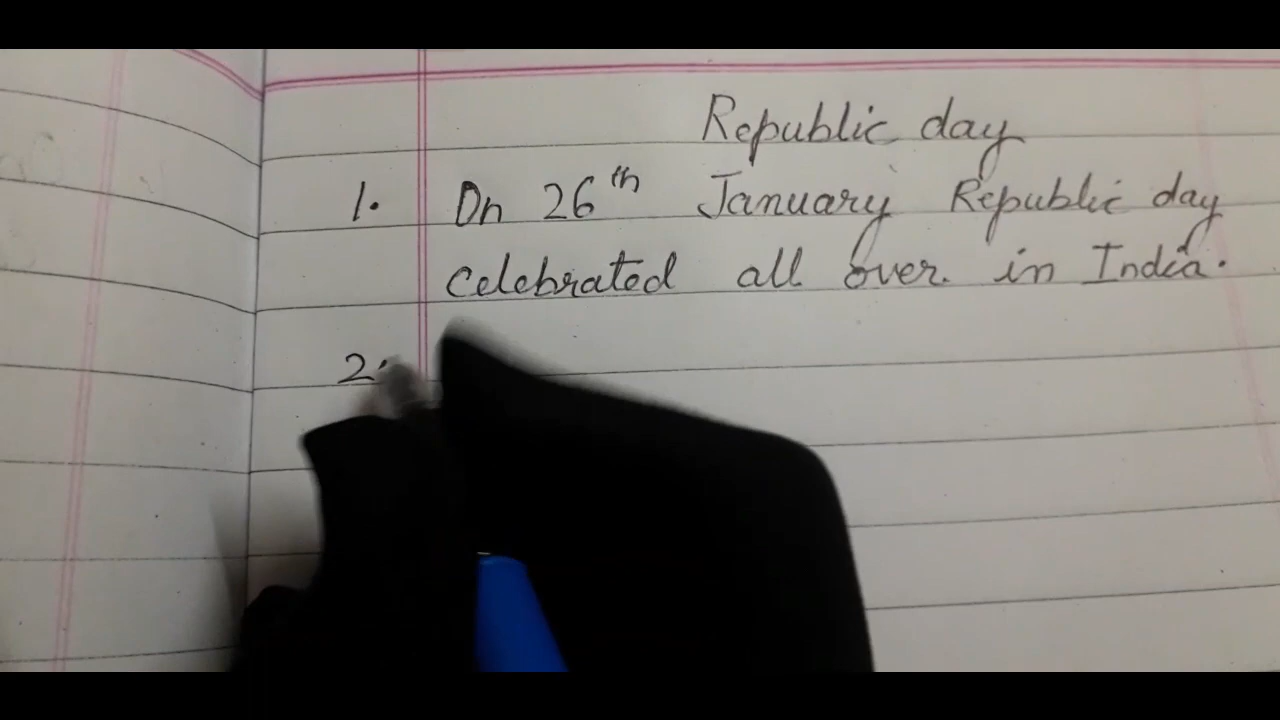 Republic day
1. On 26th January Republic day
celebrated all over in India.
2.